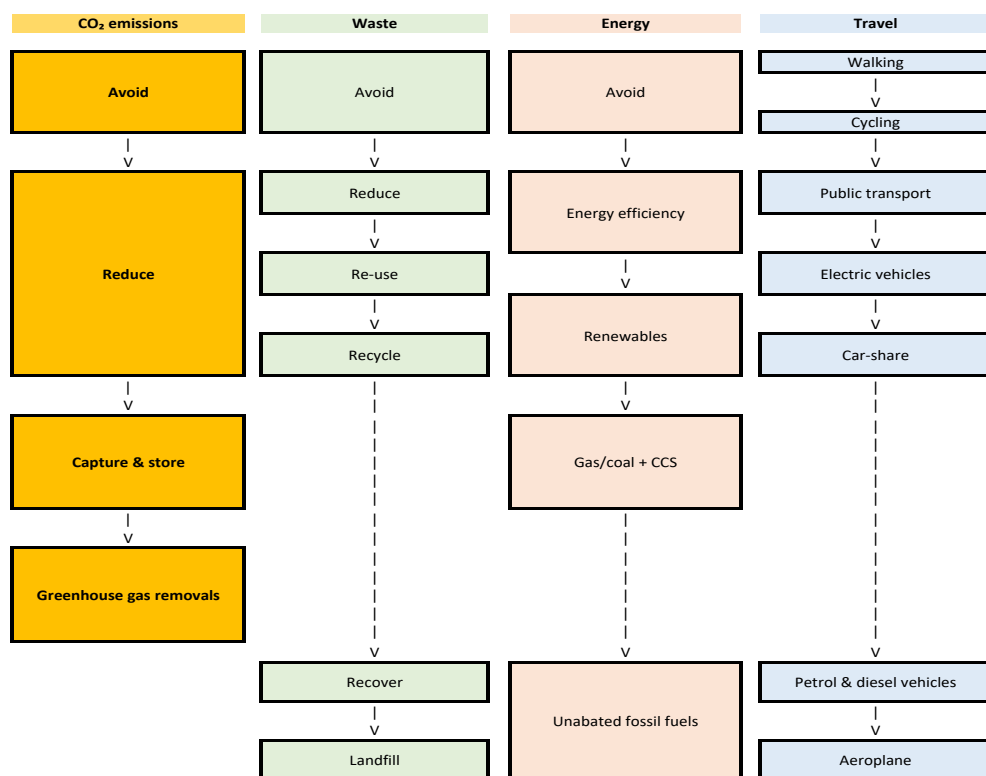 CO₂ emissions
Waste
Energy
Travel
Avoid
Avoid
Avoid
Walking
Cycling
Reduce
Reduce
Re-use
Recycle
Energy efficiency
Renewables
Public transport
Electric vehicles
Car-share
Capture & store
Gas/coal + CCS
Greenhouse gas removals
Recover
Landfill
Unabated fossil fuels
Petrol & diesel vehicles
Aeroplane